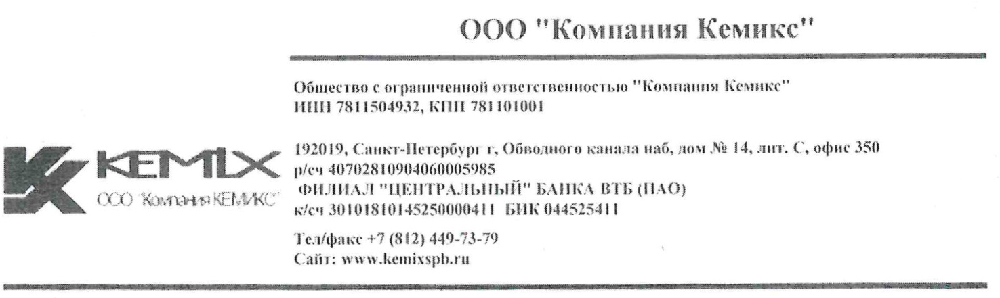 ООО "Компания Кемикс"
Общество с ограниченной ответственностью "Компания Кемикс"
ИНН 7811504932, КПП 781101001
KEMIX
ООО "Компания КЕМИКС"
192019, Санкт-Петербург г, Обводного канала наб, дом № 14, лит. С, офис 350
р/сч 40702810904060005985
ФИЛИАЛ "ЦЕНТРАЛЬНЫЙ" БАНКА ВТБ (ПАО)
к/сч 30101810145250000411 БИК 044525411
Тел/факс +7 (812) 449-73-79
Сайт: www.kemixspb.ru